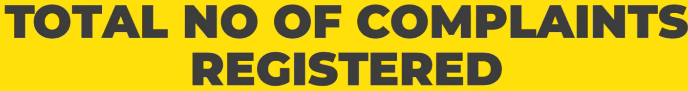 TOTAL NO OF COMPLAINTS
REGISTERED